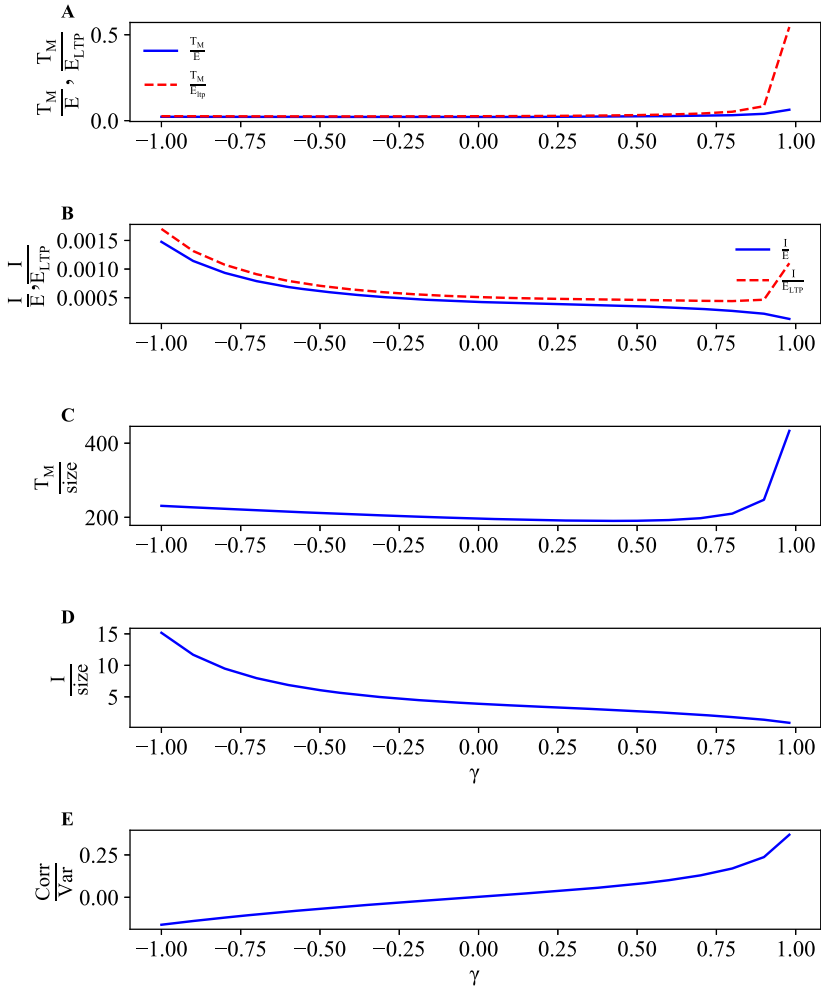 A
T_M/E, T_M/E_LTP
0.5
0.0
T_M/E
T_M/E_ltp
−1.00 −0.75 −0.50 −0.25 0.00 0.25 0.50 0.75 1.00
B
I/E, I/E_LTP
0.0015
0.0010
0.0005
I/E
I/E_LTP
−1.00 −0.75 −0.50 −0.25 0.00 0.25 0.50 0.75 1.00
C
T_M/size
400
200
−1.00 −0.75 −0.50 −0.25 0.00 0.25 0.50 0.75 1.00
D
I/size
15
10
5
−1.00 −0.75 −0.50 −0.25 0.00 0.25 0.50 0.75 1.00
γ
E
Corr/Var
0.25
0.00
−1.00 −0.75 −0.50 −0.25 0.00 0.25 0.50 0.75 1.00
γ